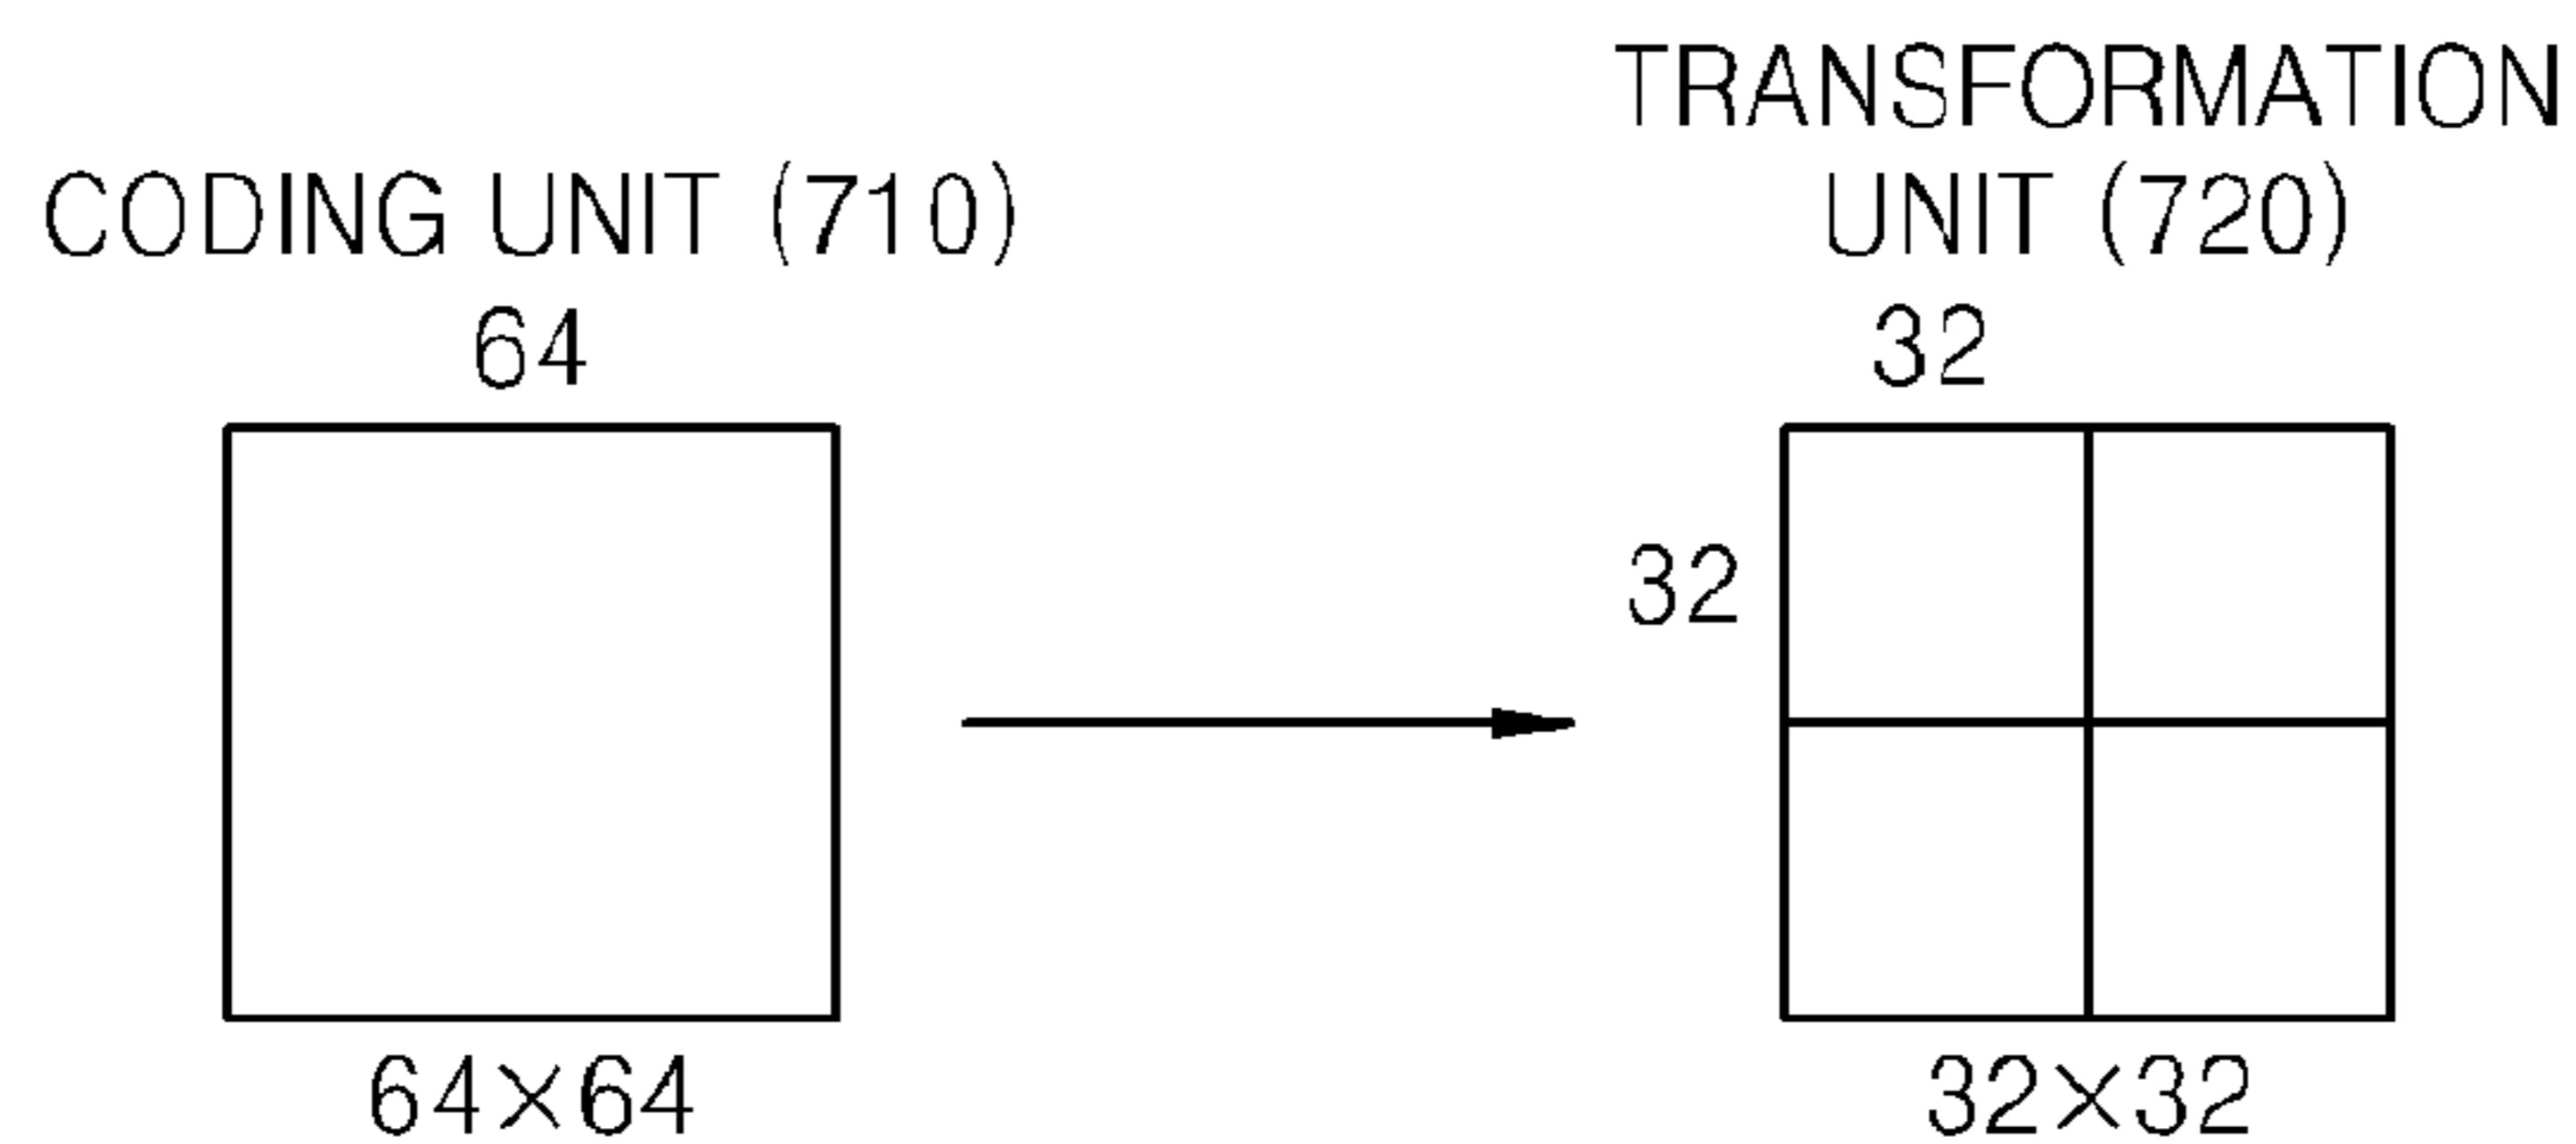 CODING UNIT (710)
64
64×64
TRANSFORMATION
UNIT (720)
32
32
32×32